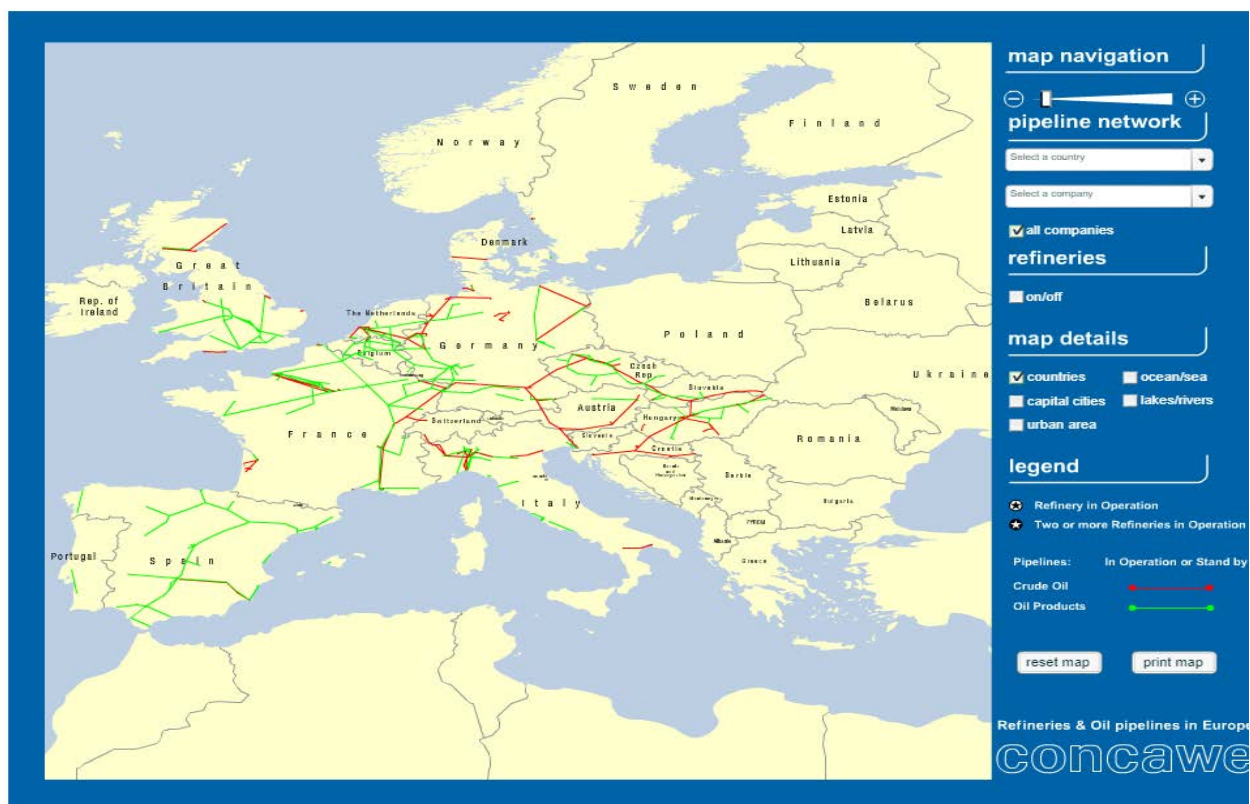 map navigation
pipeline network
Select a country
Select a company
all companies
refineries
on/off
map details
countries
ocean/sea
capital cities
lakes/rivers
urban area
legend
Refinery in Operation
Two or more Refineries in Operation
Pipelines: In Operation or Stand by
Crude Oil
Oil Products
reset map
print map
Refineries & Oil pipelines in Europe
concawe
Sweden
Finland
Norway
Estonia
Latvia
Denmark
Lithuania
Great
Britain
Rep. of
Ireland
Belarus
The Netherlands
Poland
Germany
Belgium
Czech
Rep
Ukraine
Slovakia
Austria
Hungary
Switzerland
France
Slovenia
Romania
Croatia
Italy
Bulgaria
Portugal
Spain
Greece